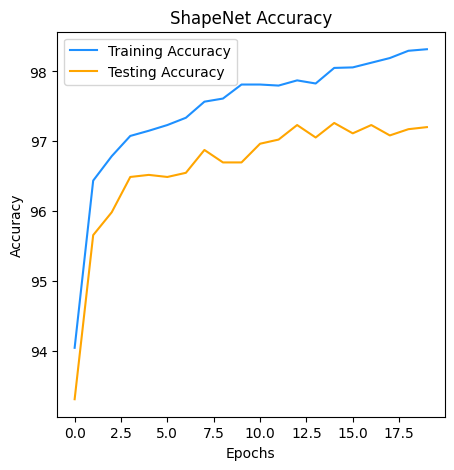 ShapeNet Accuracy
Training Accuracy
Testing Accuracy
98
97
96
95
94
Accuracy
0.0 2.5 5.0 7.5 10.0 12.5 15.0 17.5
Epochs